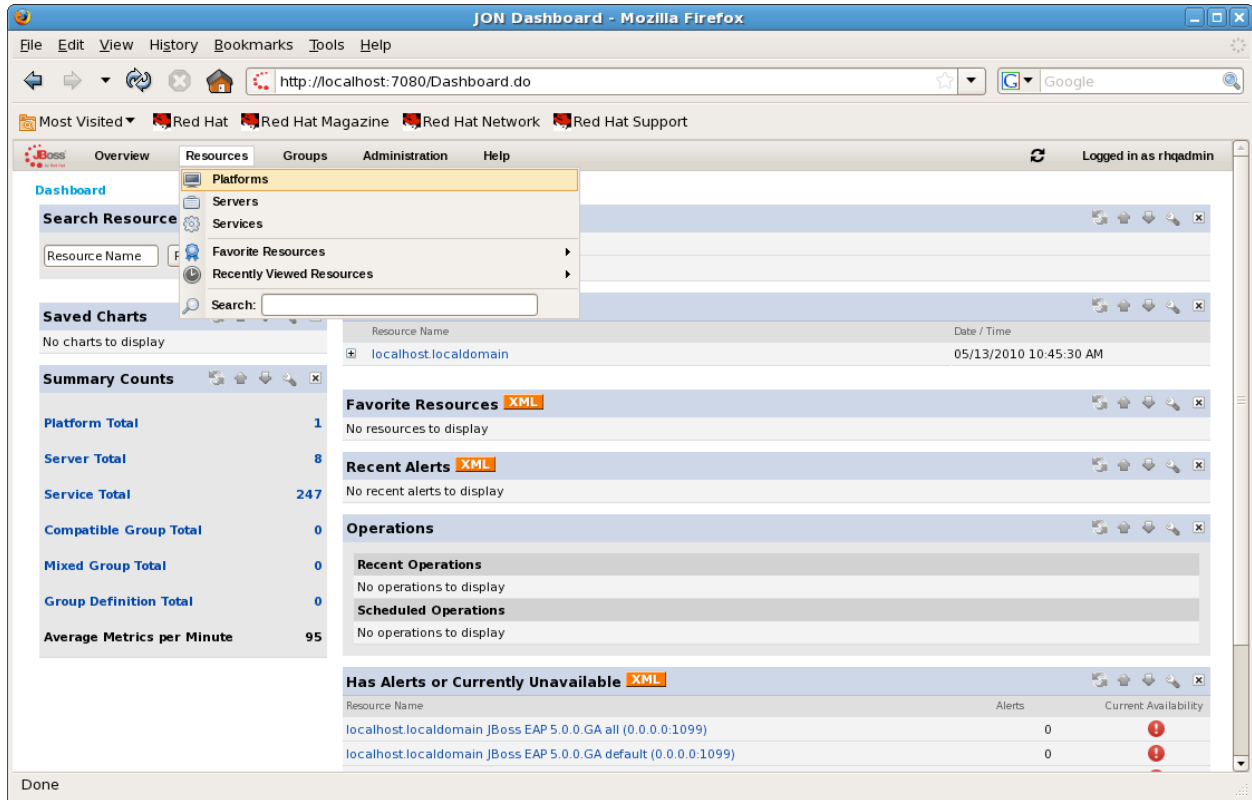 JON Dashboard - Mozilla Firefox
File Edit View History Bookmarks Tools Help
http://localhost:7080/Dashboard.do
Google
Most Visited Red Hat Red Hat Magazine Red Hat Network Red Hat Support
JBoss Overview Resources Groups Administration Help Logged in as rhqadmin
Dashboard
Platforms
Servers
Services
Favorite Resources
Recently Viewed Resources
Search:
Search Resource
Resource Name
Saved Charts
No charts to display
Summary Counts
Platform Total 1
Server Total 8
Service Total 247
Compatible Group Total 0
Mixed Group Total 0
Group Definition Total 0
Average Metrics per Minute 95
Resource Name Date / Time
localhost.localdomain 05/13/2010 10:45:30 AM
Favorite Resources XML
No resources to display
Recent Alerts XML
No recent alerts to display
Operations
Recent Operations
No operations to display
Scheduled Operations
No operations to display
Has Alerts or Currently Unavailable XML
Resource Name Alerts Current Availability
localhost.localdomain JBoss EAP 5.0.0.GA all (0.0.0.0:1099) 0
localhost.localdomain JBoss EAP 5.0.0.GA default (0.0.0.0:1099) 0
Done